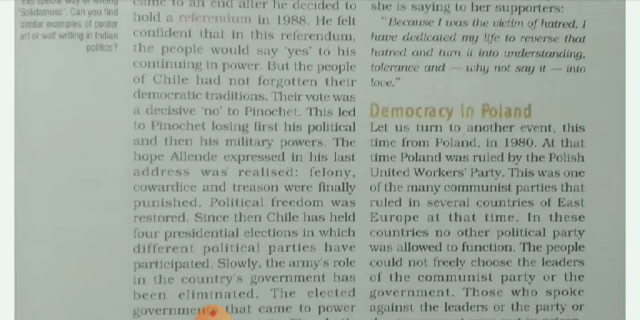 this special way of writing
'Solidarnosc'. Can you find
similar examples of poster
art or wall writing in Indian
politics?
came to an end after he decided to
hold a referendum in 1988. He felt
confident that in this referendum,
the people would say 'yes' to his
continuing in power. But the people
of Chile had not forgotten their
democratic traditions. Their vote was
a decisive 'no' to Pinochet. This led
to Pinochet losing first his political
and then his military powers. The
hope Allende expressed in his last
address was realised: felony,
cowardice and treason were finally
punished. Political freedom was
restored. Since then Chile has held
four presidential elections in which
different political parties have
participated. Slowly, the army's role
in the country's government has
been eliminated. The elected
governments that came to power
she is saying to her supporters:
"Because I was the victim of hatred, I
have dedicated my life to reverse that
hatred and turn it into understanding,
tolerance and — why not say it — into
love."
Democracy in Poland
Let us turn to another event, this
time from Poland, in 1980. At that
time Poland was ruled by the Polish
United Workers' Party. This was one
of the many communist parties that
ruled in several countries of East
Europe at that time. In these
countries no other political party
was allowed to function. The people
could not freely choose the leaders
of the communist party or the
government. Those who spoke
against the leaders or the party or